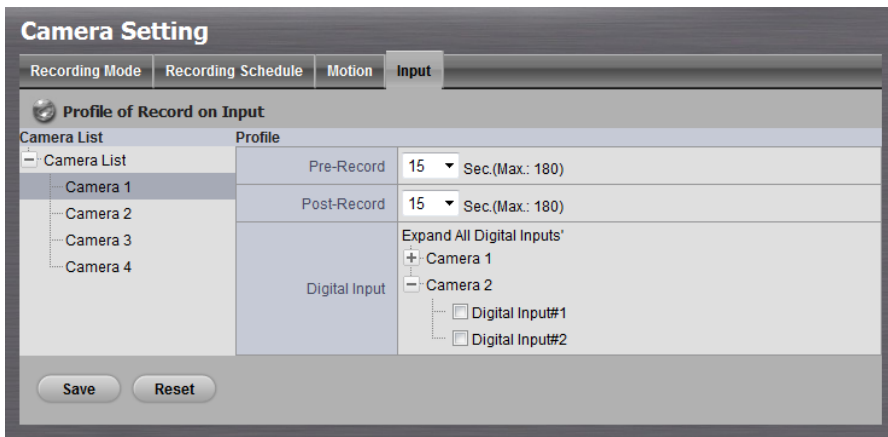 Camera Setting
Recording Mode Recording Schedule Motion Input
Profile of Record on Input
Camera List Profile
Camera List
Camera 1
Camera 2
Camera 3
Camera 4
Pre-Record 15 Sec.(Max.: 180)
Post-Record 15 Sec.(Max.: 180)
Digital Input
Expand All Digital Inputs'
Camera 1
Camera 2
Digital Input#1
Digital Input#2
Save Reset